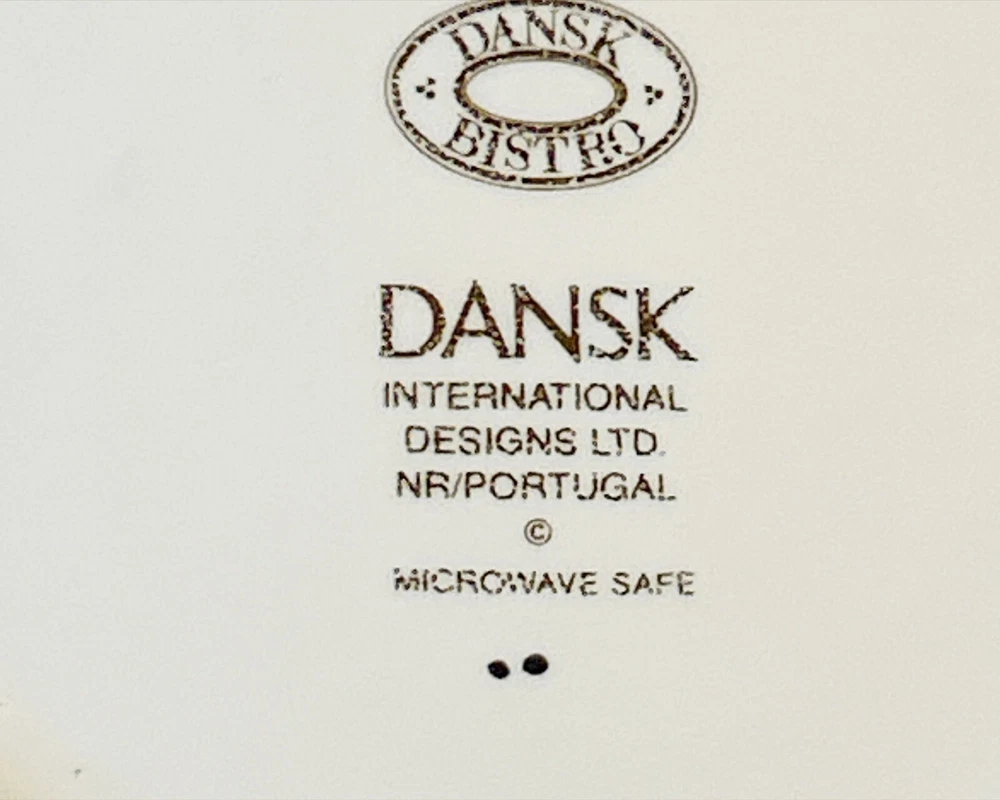 DANSK
BISTRO
DANSK
INTERNATIONAL
DESIGNS LTD.
NR/PORTUGAL
©
MICROWAVE SAFE